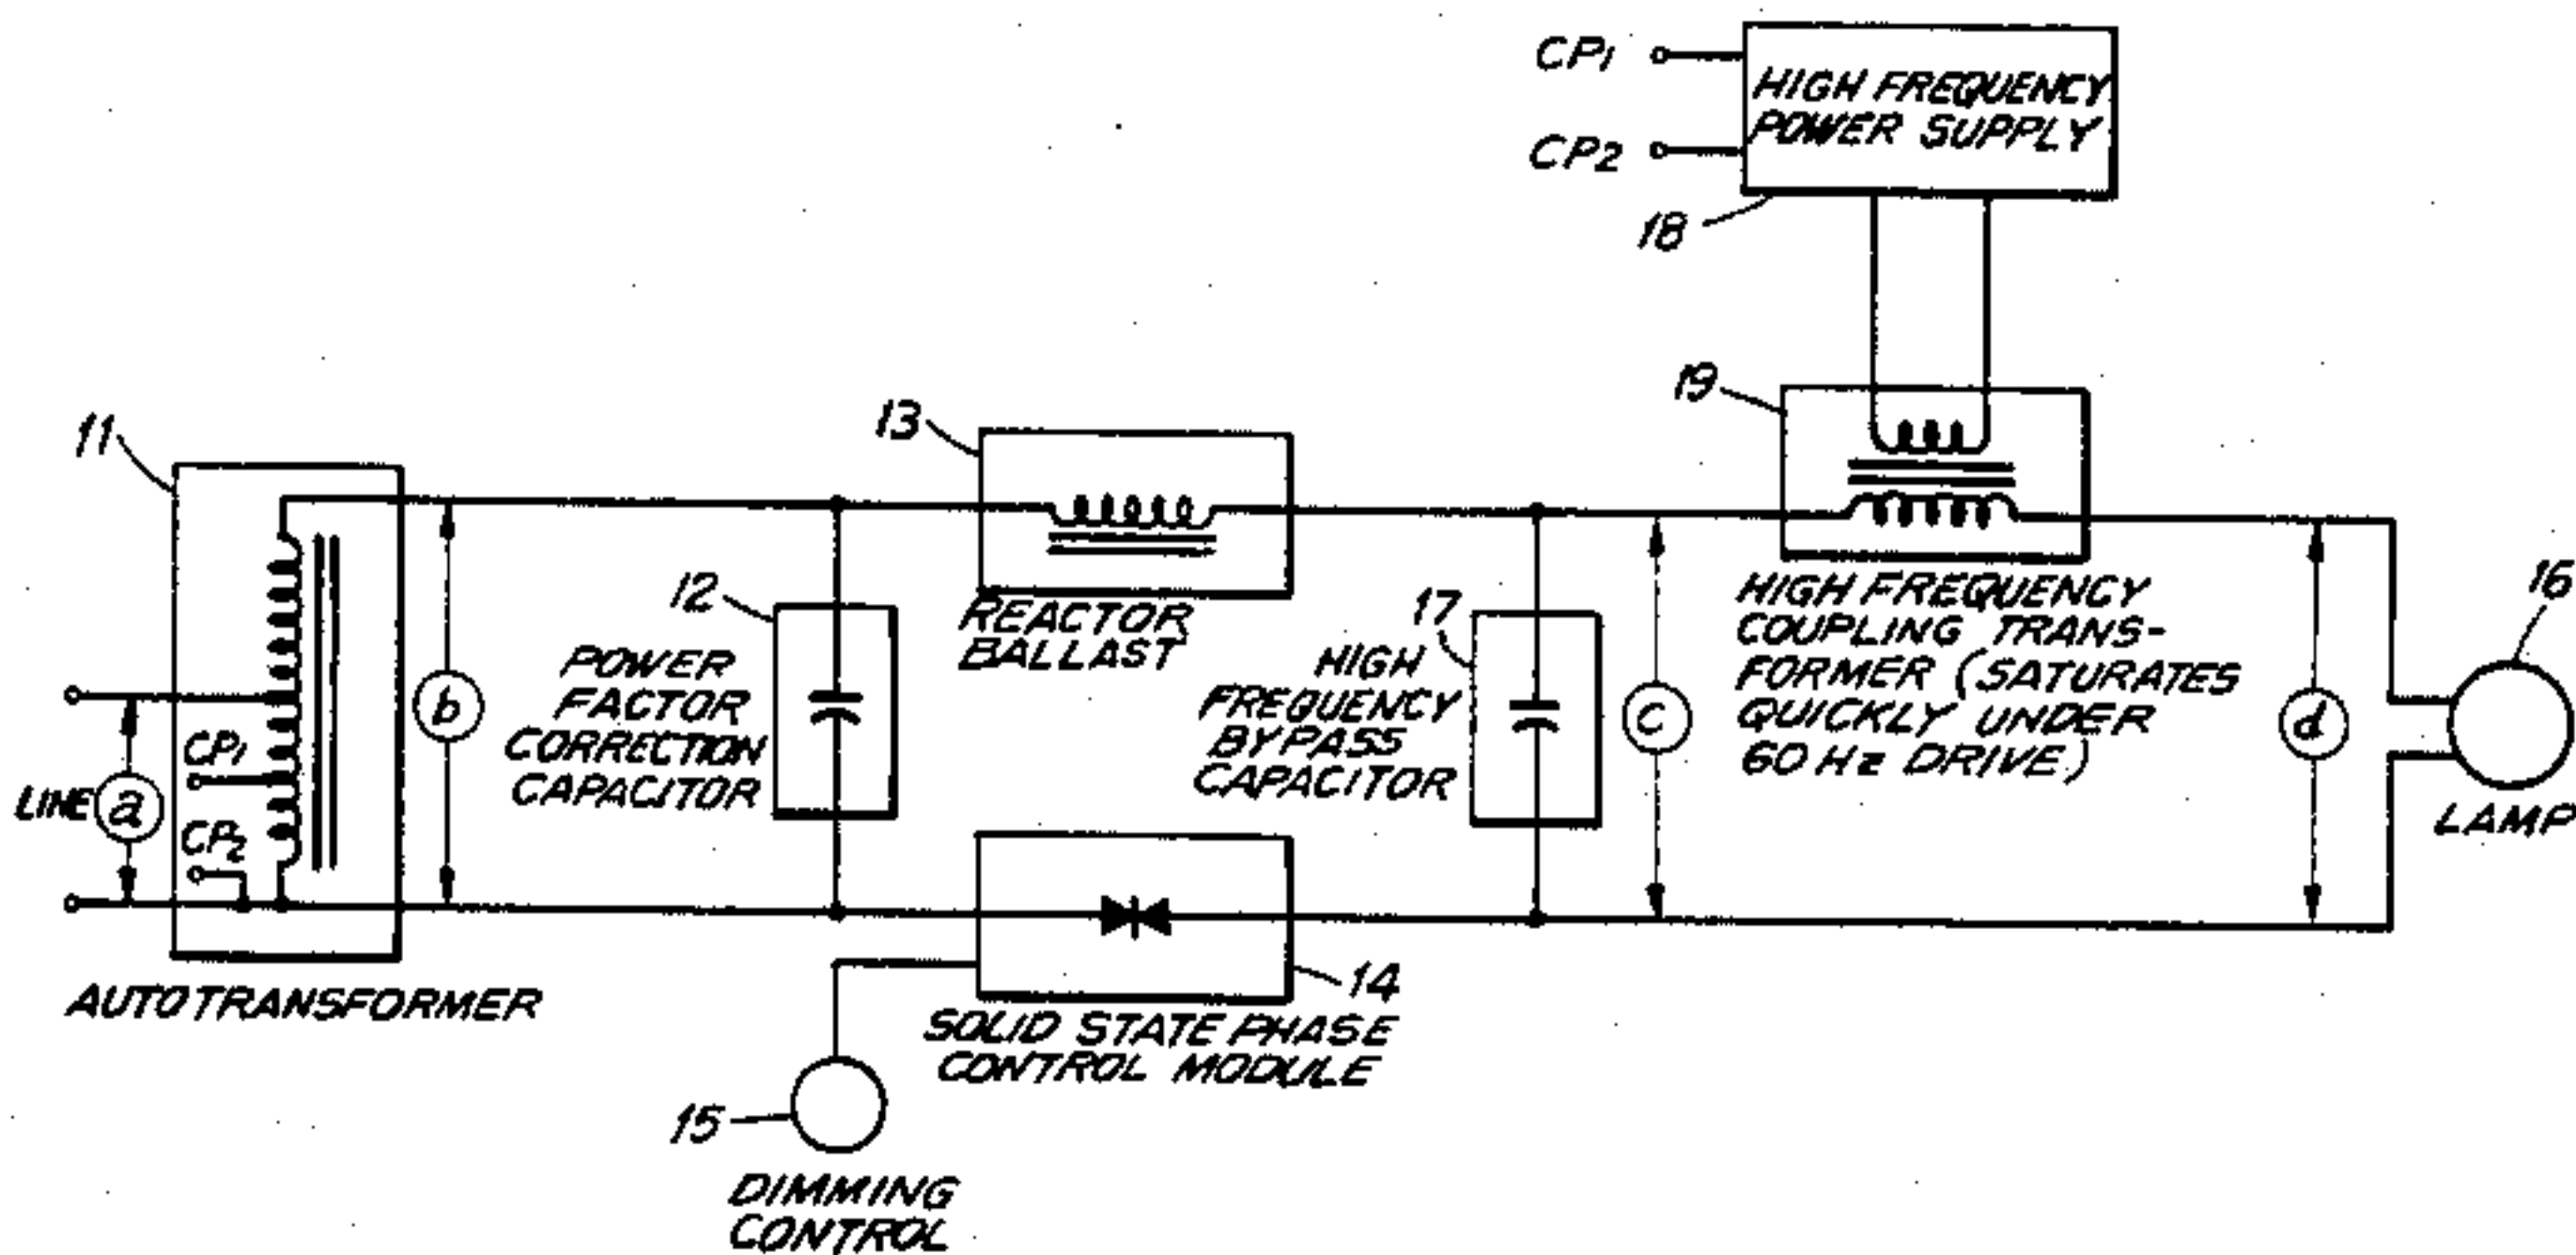 CP1
CP2
HIGH FREQUENCY
POWER SUPPLY
18
19
11
13
12
17
16
REACTOR
BALLAST
HIGH FREQUENCY
COUPLING TRANS-
FORMER (SATURATES
QUICKLY UNDER
60 Hz DRIVE)
POWER
FACTOR
CORRECTION
CAPACITOR
HIGH
FREQUENCY
BYPASS
CAPACITOR
b
c
d
CP1
LINE
a
CP2
LAMP
AUTOTRANSFORMER
14
SOLID STATE PHASE
CONTROL MODULE
15
DIMMING
CONTROL